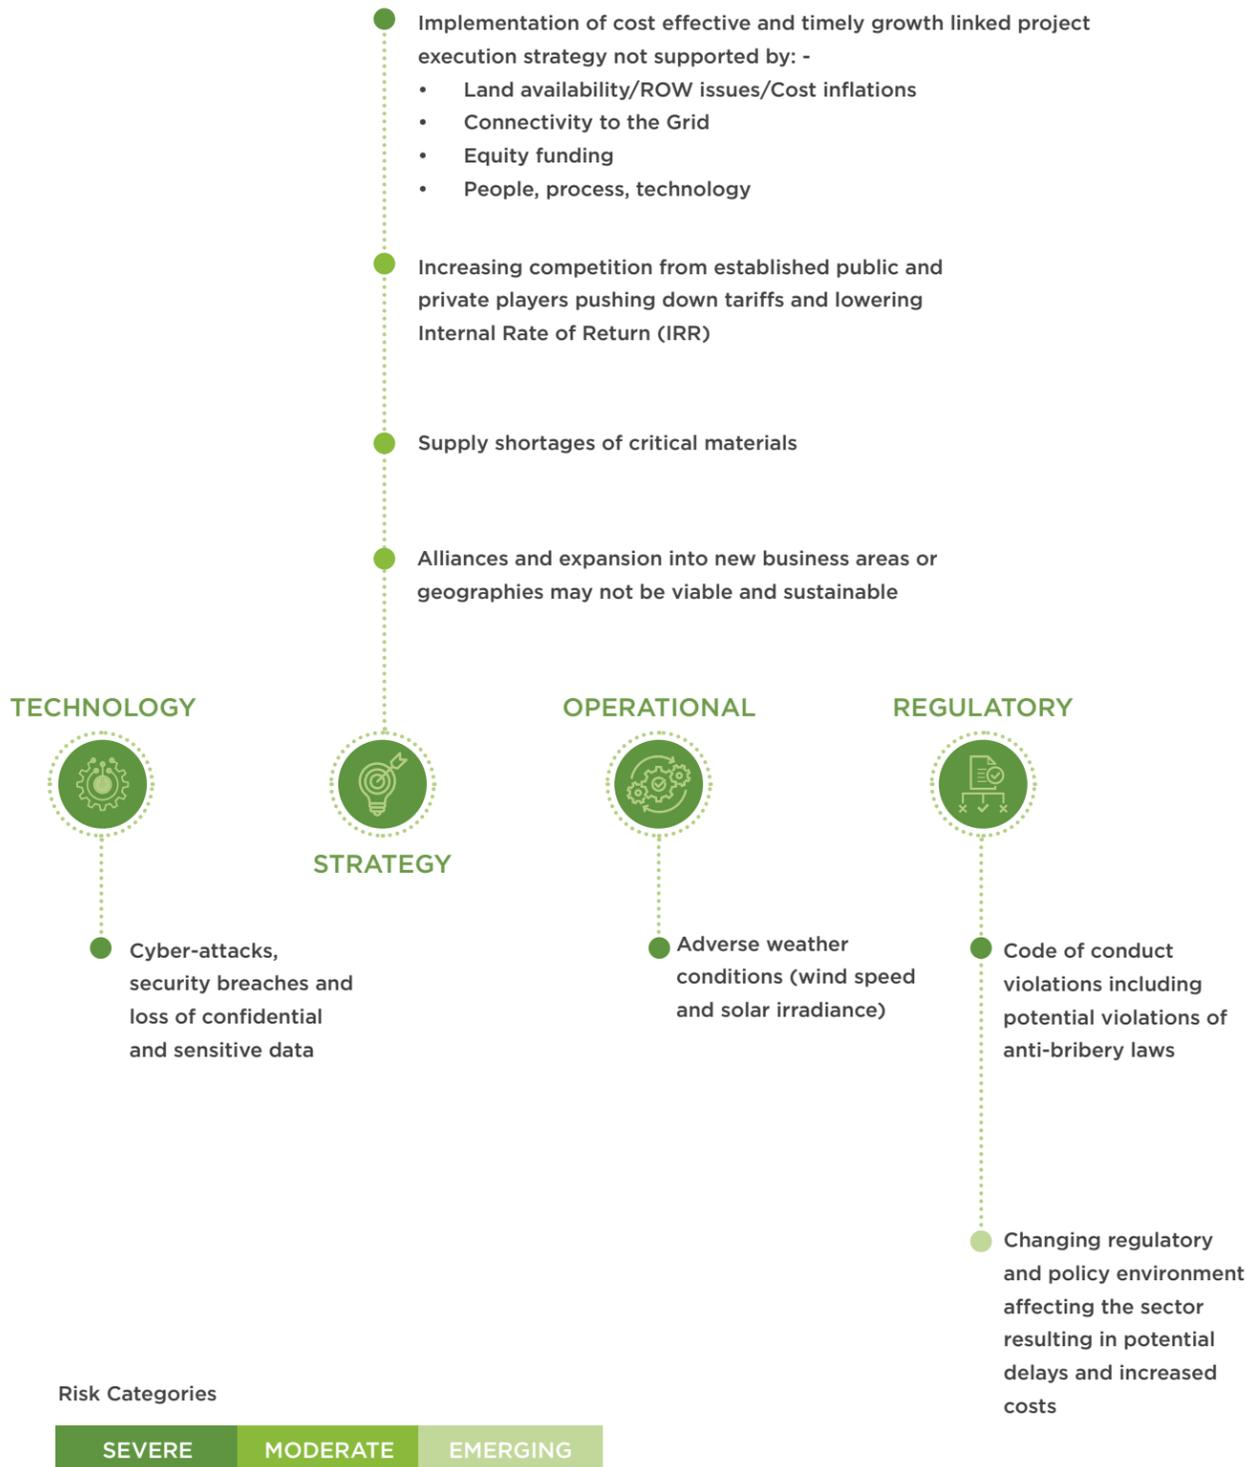 Implementation of cost effective and timely growth linked project
execution strategy not supported by: -
• Land availability/ROW issues/Cost inflations
• Connectivity to the Grid
• Equity funding
• People, process, technology
Increasing competition from established public and
private players pushing down tariffs and lowering
Internal Rate of Return (IRR)
Supply shortages of critical materials
Alliances and expansion into new business areas or
geographies may not be viable and sustainable
TECHNOLOGY
OPERATIONAL
REGULATORY
STRATEGY
Cyber-attacks,
security breaches and
loss of confidential
and sensitive data
Adverse weather
conditions (wind speed
and solar irradiance)
Code of conduct
violations including
potential violations of
anti-bribery laws
Changing regulatory
and policy environment
affecting the sector
resulting in potential
delays and increased
costs
Risk Categories
SEVERE
MODERATE
EMERGING